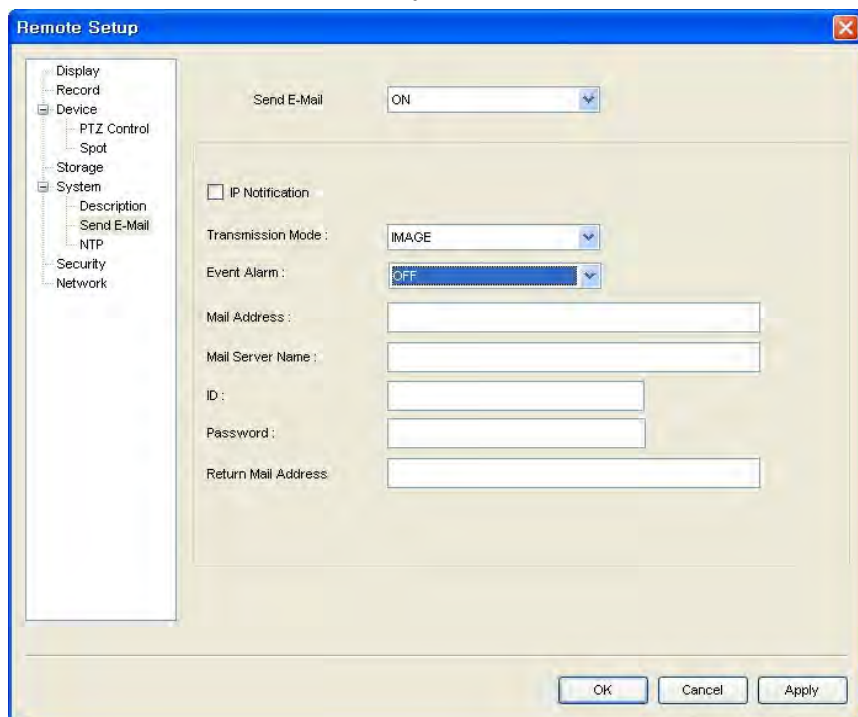 Remote Setup
Display
Record
Device
PTZ Control
Spot
Storage
System
Description
Send E-Mail
NTP
Security
Network
Send E-Mail
ON
IP Notification
Transmission Mode :
IMAGE
Event Alarm :
OFF
Mail Address :
Mail Server Name :
ID :
Password :
Return Mail Address
OK
Cancel
Apply